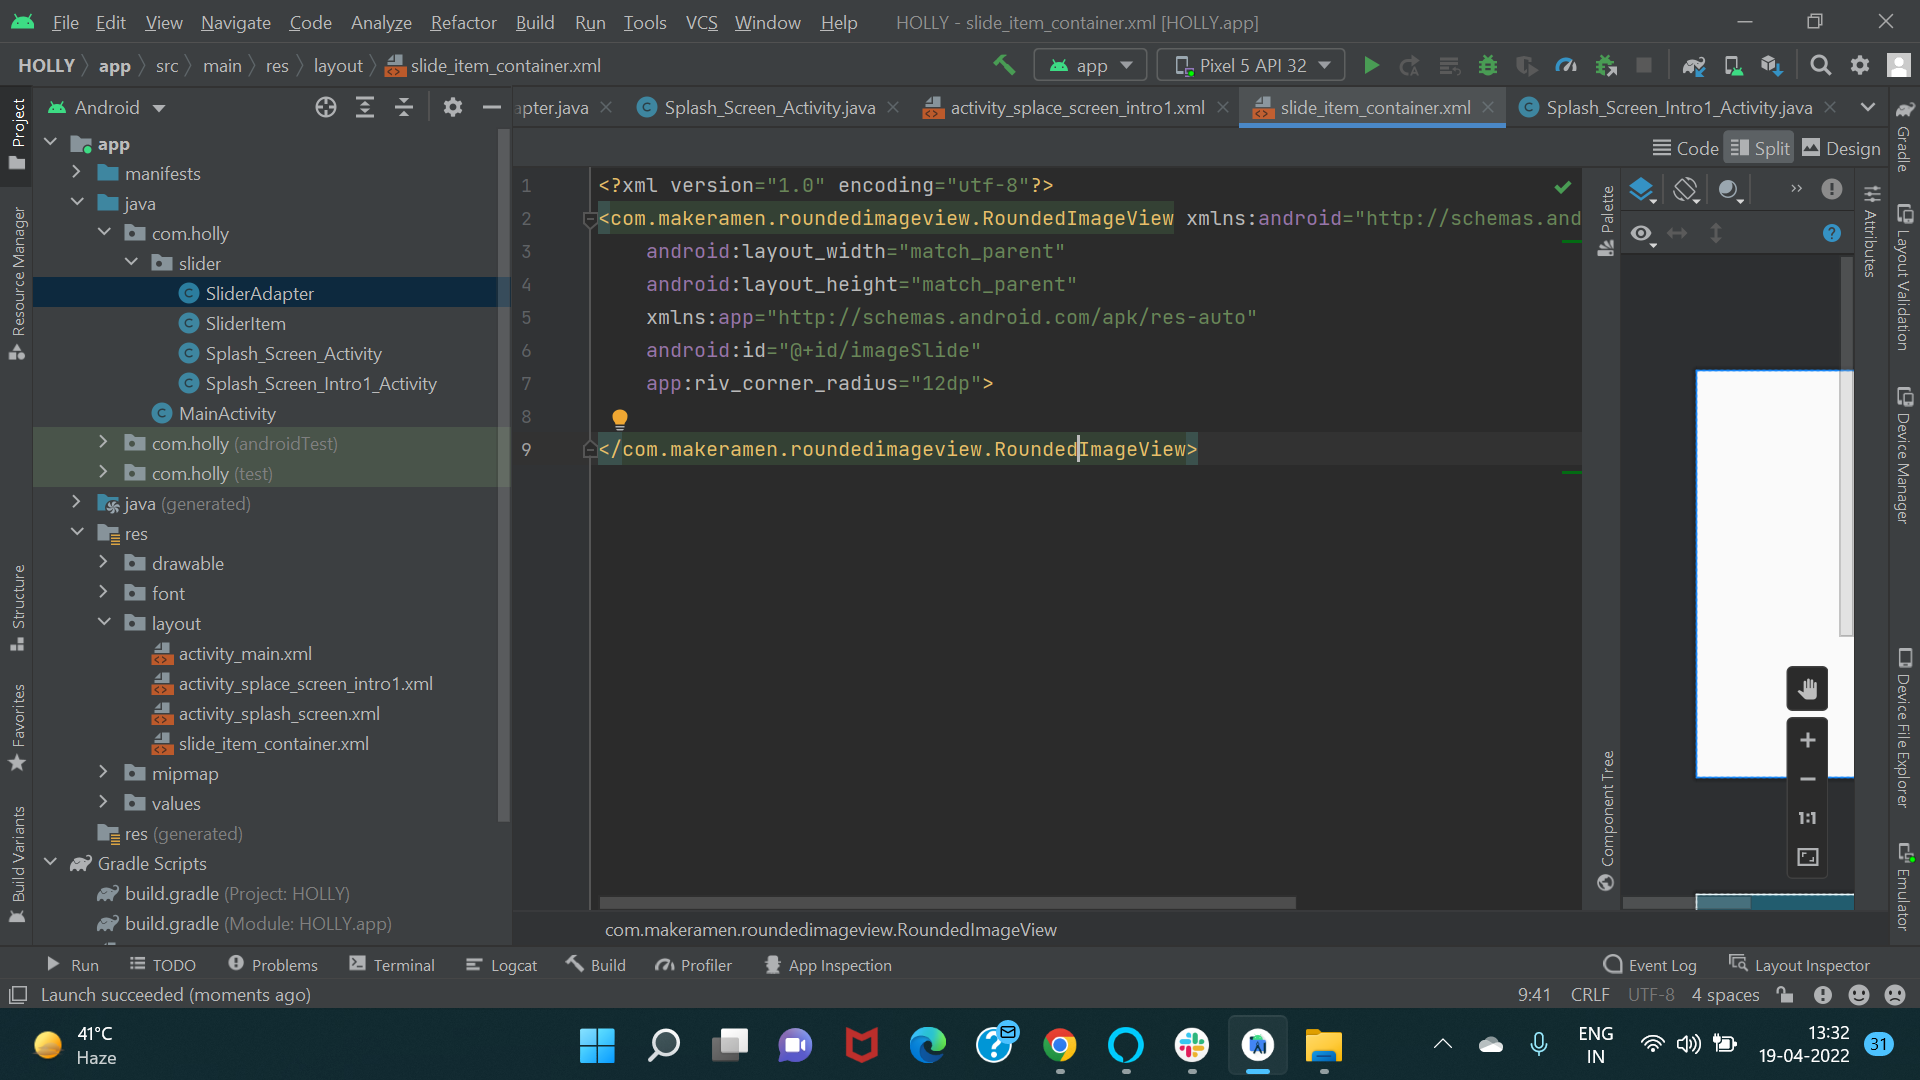 File Edit View Navigate Code Analyze Refactor Build Run Tools VCS Window Help HOLLY - slide_item_container.xml [HOLLY.app]
HOLLY app src main res layout slide_item_container.xml
app Pixel 5 API 32
Android
apter.java Splash_Screen_Activity.java activity_splace_screen_intro1.xml slide_item_container.xml Splash_Screen_Intro1_Activity.java
Code Split Design
Project
Resource Manager
Structure
Favorites
Build Variants
app
manifests
java
com.holly
slider
SliderAdapter
SliderItem
Splash_Screen_Activity
Splash_Screen_Intro1_Activity
MainActivity
com.holly (androidTest)
com.holly (test)
java (generated)
res
drawable
font
layout
activity_main.xml
activity_splace_screen_intro1.xml
activity_splash_screen.xml
slide_item_container.xml
mipmap
values
res (generated)
Gradle Scripts
build.gradle (Project: HOLLY)
build.gradle (Module: HOLLY.app)
1 <?xml version="1.0" encoding="utf-8"?>
2 <com.makeramen.roundedimageview.RoundedImageView xmlns:android="http://schemas.and
3 android:layout_width="match_parent"
4 android:layout_height="match_parent"
5 xmlns:app="http://schemas.android.com/apk/res-auto"
6 android:id="@+id/imageSlide"
7 app:riv_corner_radius="12dp">
8
9 </com.makeramen.roundedimageview.RoundedImageView>
com.makeramen.roundedimageview.RoundedImageView
Palette
Component Tree
Attributes
1:1
Gradle
Layout Validation
Device Manager
Device File Explorer
Emulator
Run TODO Problems Terminal Logcat Build Profiler App Inspection Event Log Layout Inspector
Launch succeeded (moments ago) 9:41 CRLF UTF-8 4 spaces
41°C
Haze
ENG
IN
13:32
19-04-2022
31